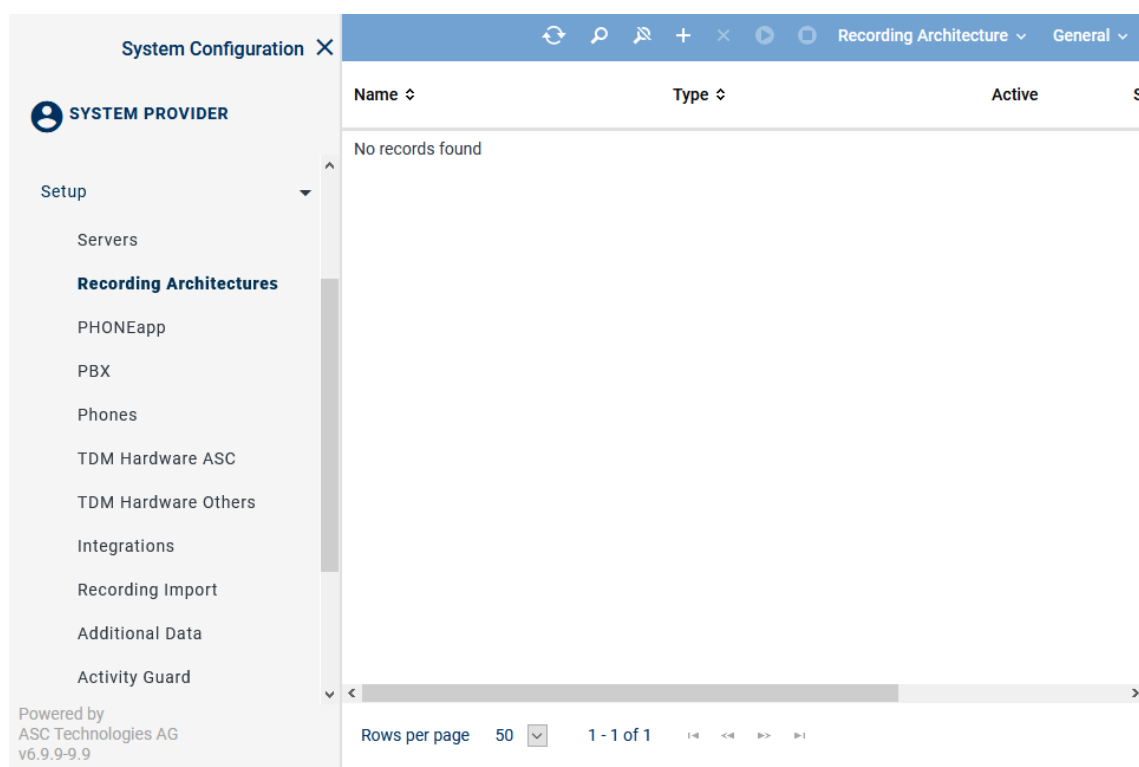 System Configuration
SYSTEM PROVIDER
Setup
Servers
Recording Architectures
PHONEapp
PBX
Phones
TDM Hardware ASC
TDM Hardware Others
Integrations
Recording Import
Additional Data
Activity Guard
Powered by
ASC Technologies AG
v6.9.9-9.9
Recording Architecture General
Name Type Active
No records found
Rows per page 50 1 - 1 of 1